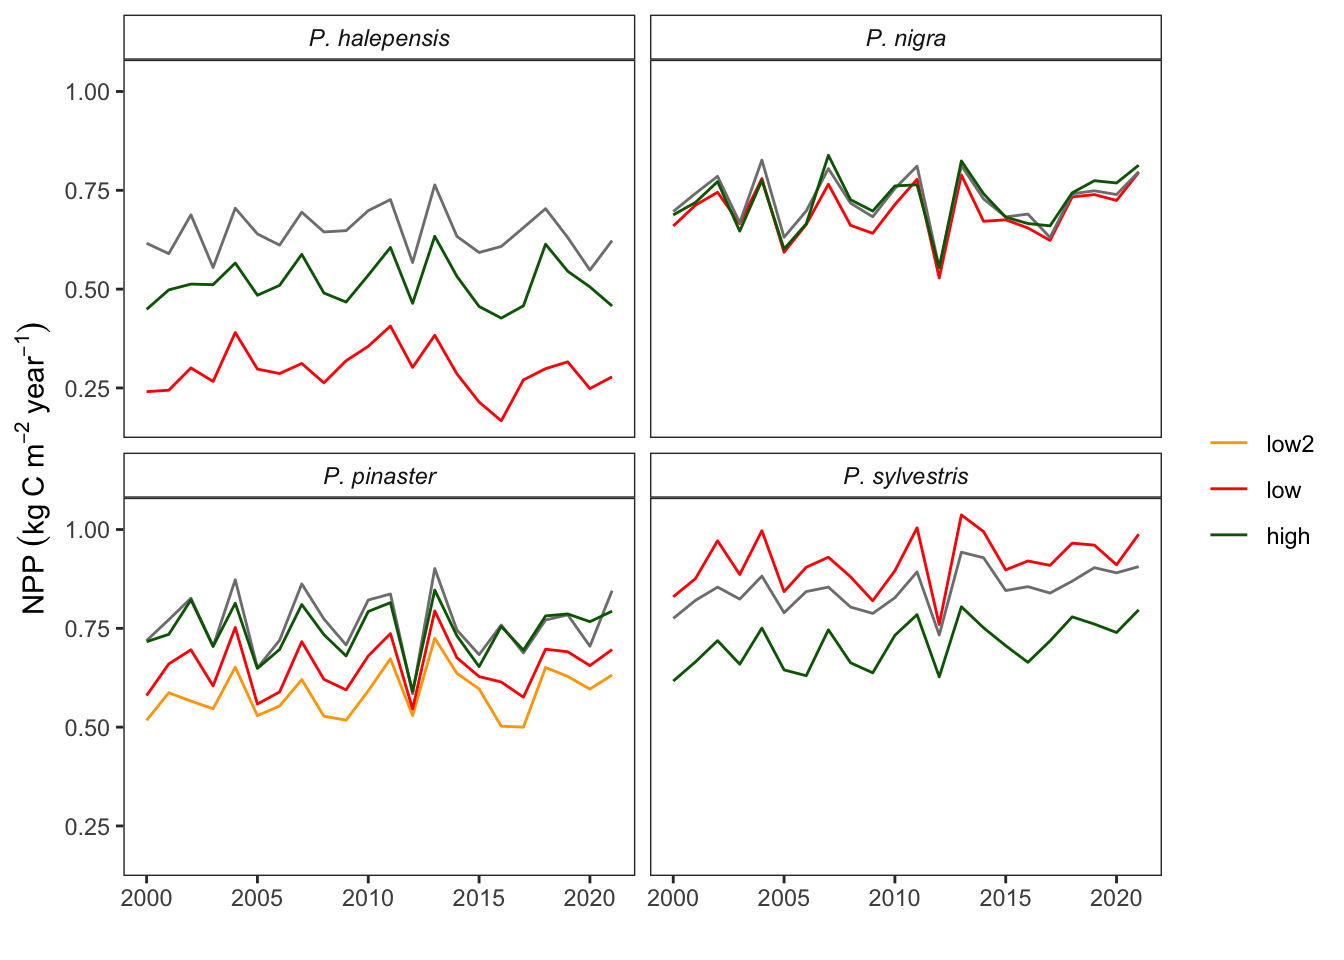 P. halepensis
P. nigra
1.00
0.75
0.50
0.25
NPP (kg C m⁻² year⁻¹)
P. pinaster
P. sylvestris
1.00
0.75
0.50
0.25
2000 2005 2010 2015 2020
2000 2005 2010 2015 2020
low2
low
high